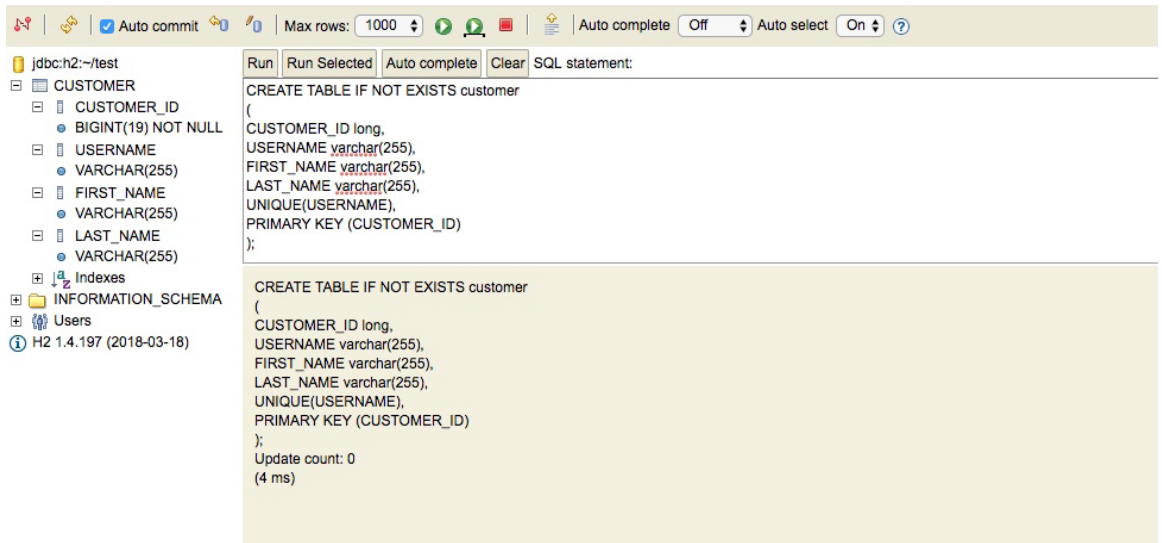 Auto commit Max rows: 1000 Auto complete Off Auto select On ?
jdbc:h2:~/test
CUSTOMER
CUSTOMER_ID
BIGINT(19) NOT NULL
USERNAME
VARCHAR(255)
FIRST_NAME
VARCHAR(255)
LAST_NAME
VARCHAR(255)
Indexes
INFORMATION_SCHEMA
Users
H2 1.4.197 (2018-03-18)
Run Run Selected Auto complete Clear SQL statement:
CREATE TABLE IF NOT EXISTS customer
(
CUSTOMER_ID long,
USERNAME varchar(255),
FIRST_NAME varchar(255),
LAST_NAME varchar(255),
UNIQUE(USERNAME),
PRIMARY KEY (CUSTOMER_ID)
);
CREATE TABLE IF NOT EXISTS customer
(
CUSTOMER_ID long,
USERNAME varchar(255),
FIRST_NAME varchar(255),
LAST_NAME varchar(255),
UNIQUE(USERNAME),
PRIMARY KEY (CUSTOMER_ID)
);
Update count: 0
(4 ms)